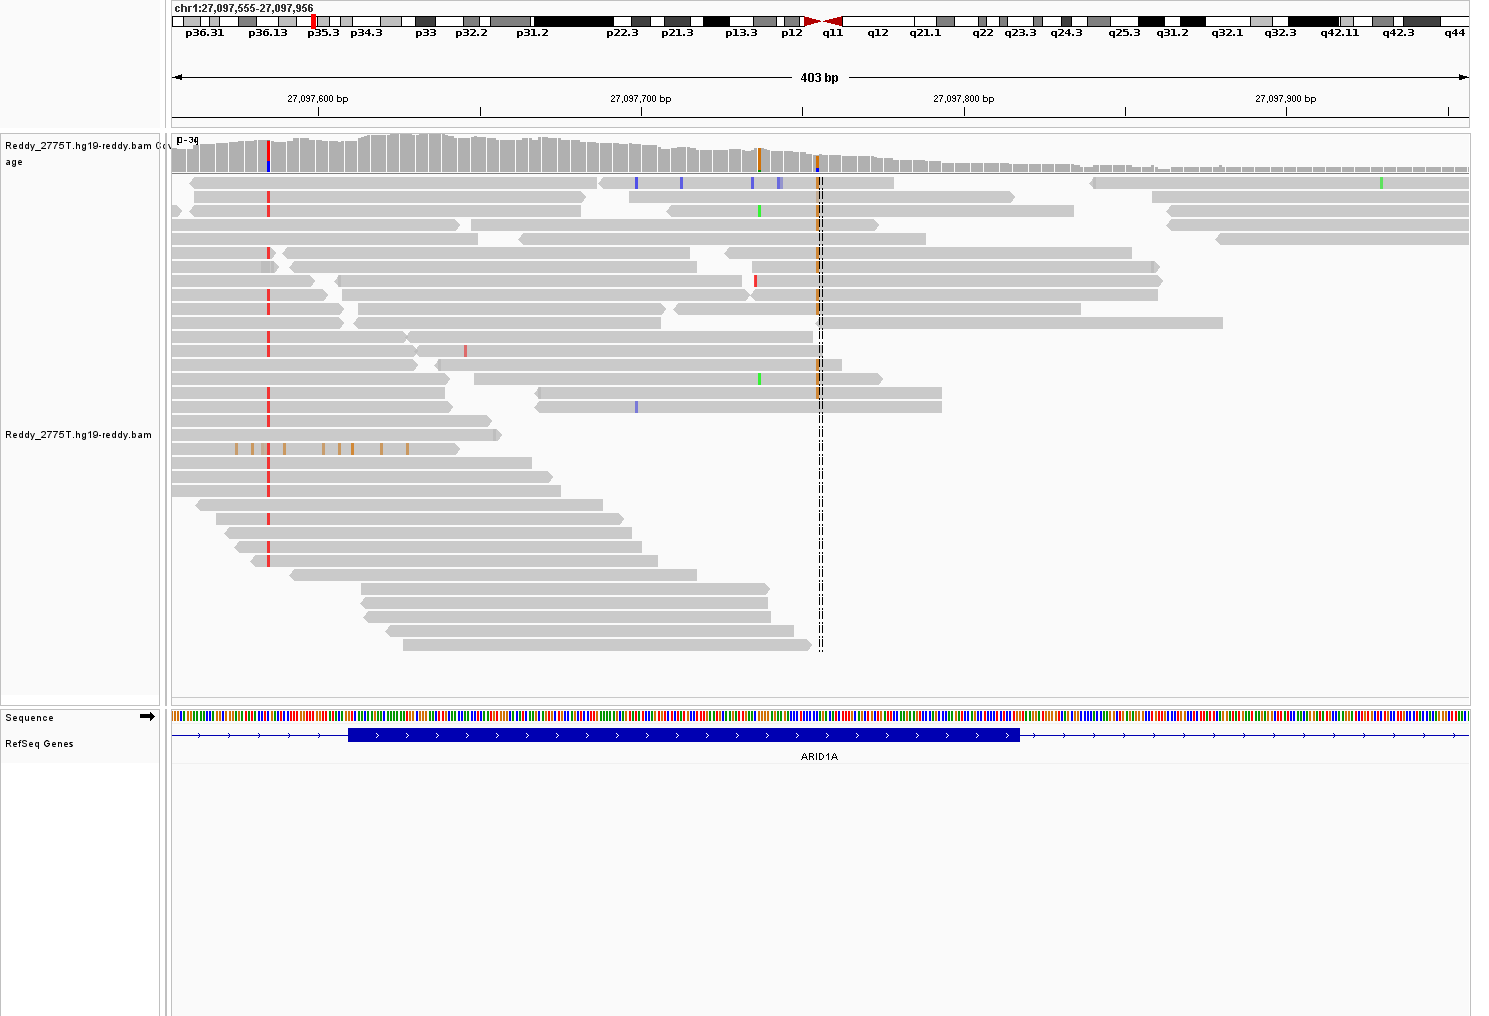 chr1:27,097,555-27,097,956
p36.31 p36.13 p35.3 p34.3 p33 p32.2 p31.2 p22.3 p21.3 p13.3 p12 q11 q12 q21.1 q22 q23.3 q24.3 q25.3 q31.2 q32.1 q32.3 q42.11 q42.3 q44
403 bp
27,097,600 bp 27,097,700 bp 27,097,800 bp 27,097,900 bp
Reddy_2775T.hg19-reddy.bam Cov
age
Reddy_2775T.hg19-reddy.bam
Sequence
RefSeq Genes
ARID1A